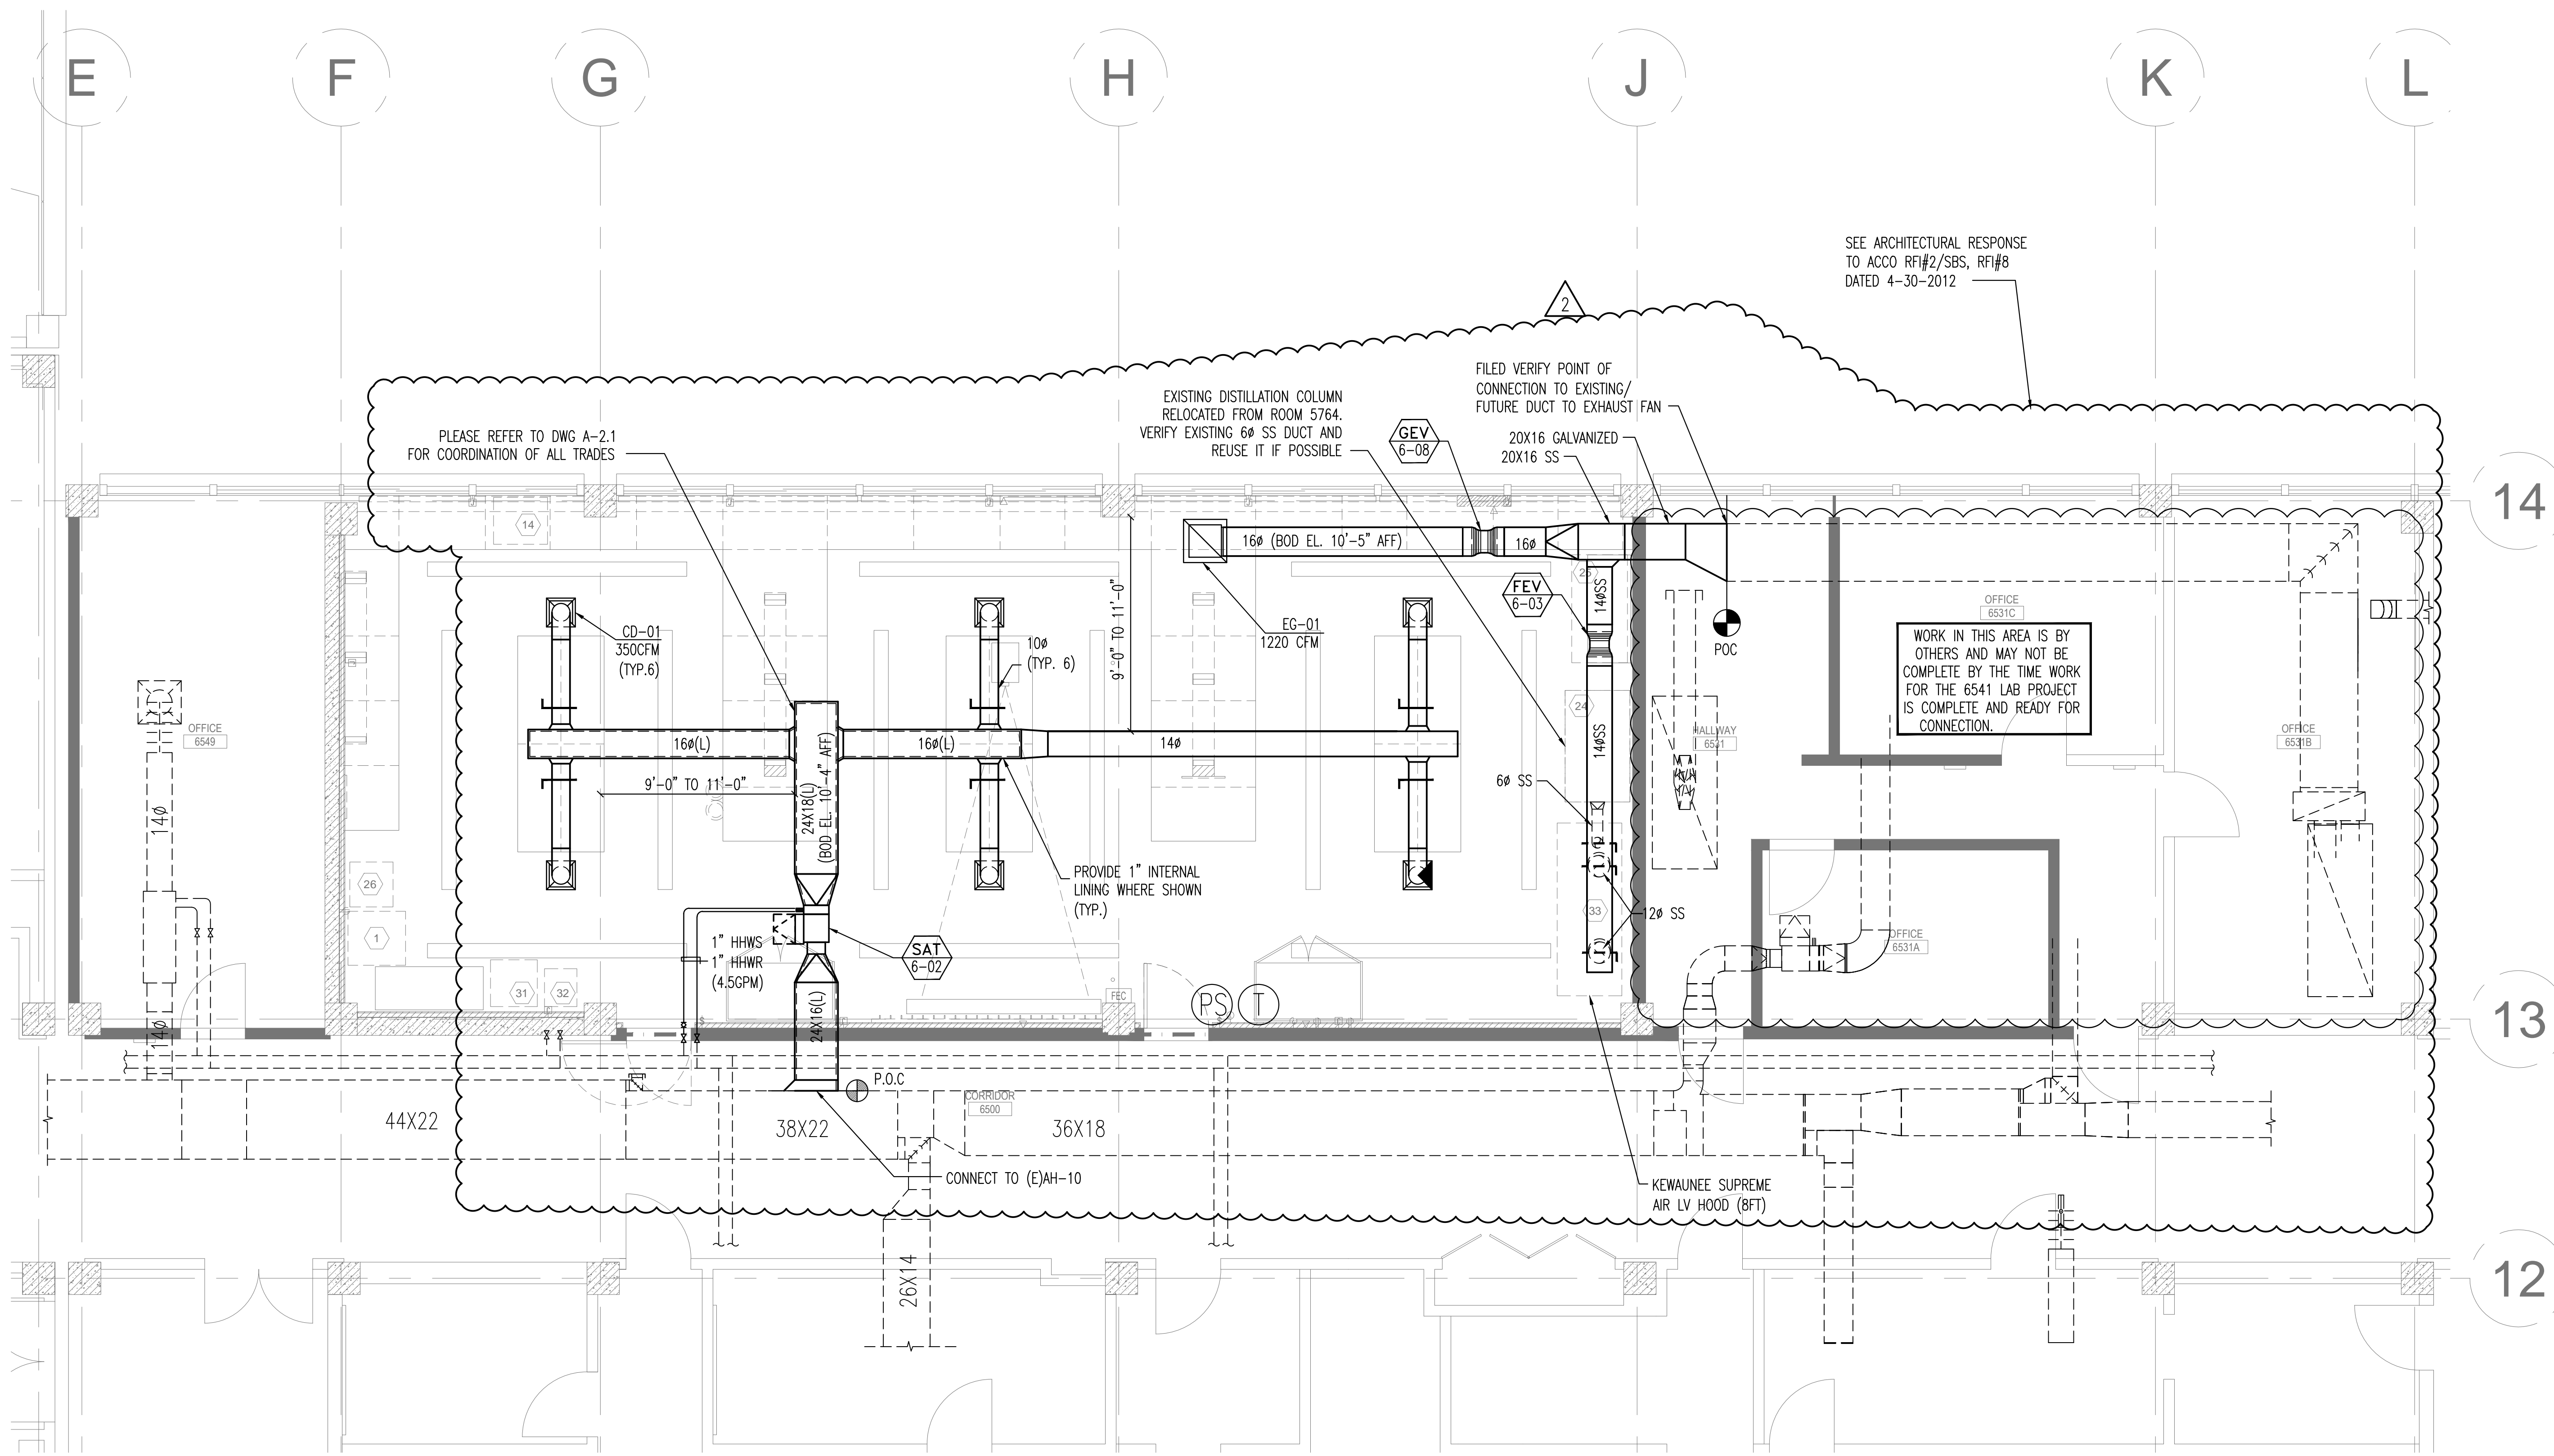 E
F
G
H
J
K
L
SEE ARCHITECTURAL RESPONSE
TO ACCO RFI#2/SBS, RFI#8
DATED 4-30-2012
2
FILED VERIFY POINT OF
CONNECTION TO EXISTING/
FUTURE DUCT TO EXHAUST FAN
EXISTING DISTILLATION COLUMN
RELOCATED FROM ROOM 5764.
VERIFY EXISTING 6ø SS DUCT AND
REUSE IT IF POSSIBLE
GEV
6-08
20X16 GALVANIZED
20X16 SS
PLEASE REFER TO DWG A-2.1
FOR COORDINATION OF ALL TRADES
14
14
16ø (BOD EL. 10'-5" AFF)
16ø
25
14øSS
FEV
6-03
9'-0" TO 11'-0"
CD-01
350CFM
(TYP.6)
10ø
(TYP. 6)
EG-01
1220 CFM
POC
OFFICE
6531C
WORK IN THIS AREA IS BY
OTHERS AND MAY NOT BE
COMPLETE BY THE TIME WORK
FOR THE 6541 LAB PROJECT
IS COMPLETE AND READY FOR
CONNECTION.
OFFICE
6549
24
HALLWAY
6531
OFFICE
6531B
16ø(L)
16ø(L)
14ø
14øSS
9'-0" TO 11'-0"
24X18(L)
(BOD EL. 10'-4" AFF)
6ø SS
14ø
PROVIDE 1" INTERNAL
LINING WHERE SHOWN
(TYP.)
26
33
12ø SS
1
OFFICE
6531A
1" HHWS
1" HHWR
(4.5GPM)
SAT
6-02
31
32
FEC
PS
T
13
14ø
24X16(L)
P.O.C
CORRIDOR
6500
44X22
38X22
36X18
CONNECT TO (E)AH-10
KEWAUNEE SUPREME
AIR LV HOOD (8FT)
26X14
12